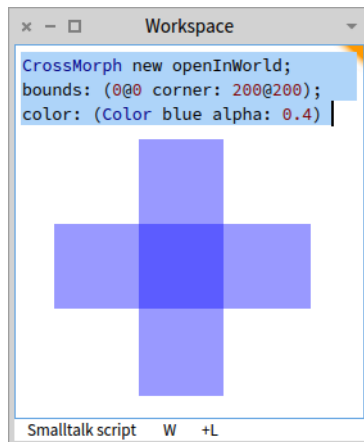 Workspace
CrossMorph new openInWorld;
bounds: (0@0 corner: 200@200);
color: (Color blue alpha: 0.4)
Smalltalk script W +L